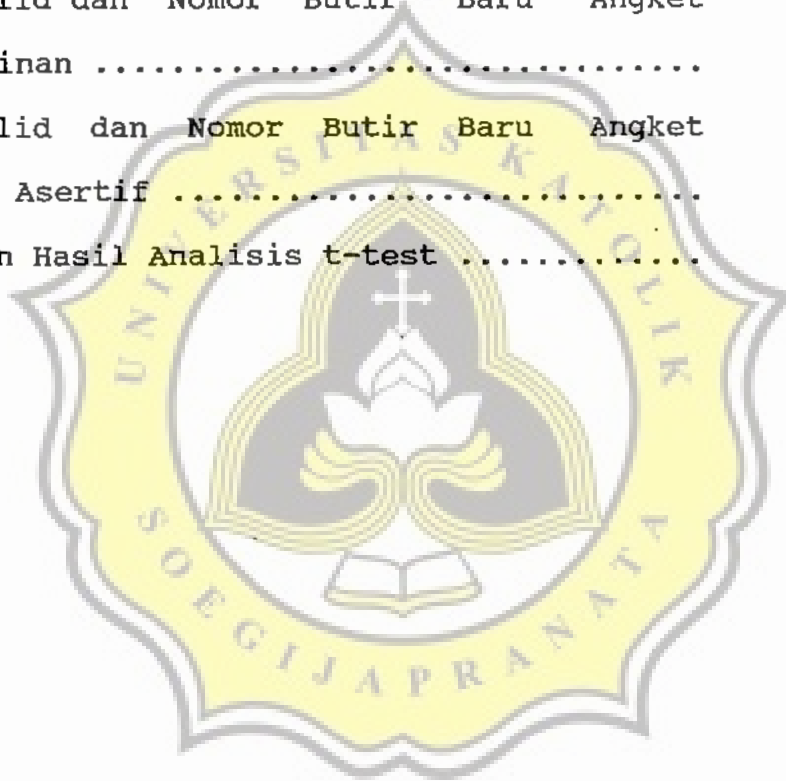 lid dan Nomor Butir Baru Angket
inan ...............................
lid dan Nomor Butir Baru Angket
Asertif ...........................
n Hasil Analisis t-test .............
UNIVERSITAS KATOLIK
SOEGIJAPRANATA